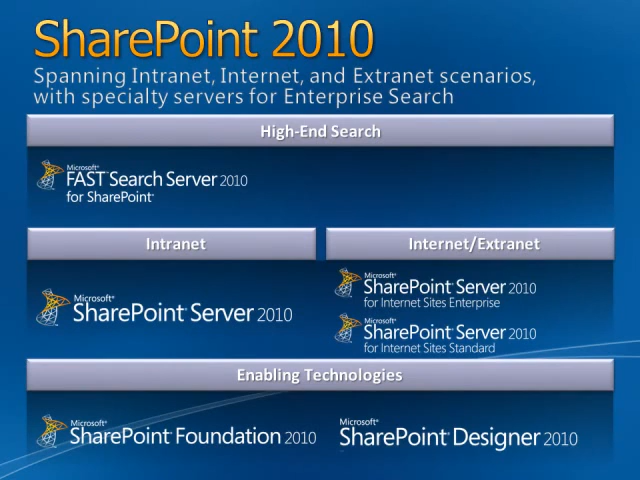 SharePoint 2010
Spanning Intranet, Internet, and Extranet scenarios,
with specialty servers for Enterprise Search
High-End Search
Microsoft®
FAST™ Search Server 2010
for SharePoint®
Intranet
Internet/Extranet
Microsoft®
SharePoint® Server 2010
Microsoft®
SharePoint® Server 2010
for Internet Sites Enterprise
Microsoft®
SharePoint® Server 2010
for Internet Sites Standard
Enabling Technologies
Microsoft®
SharePoint® Foundation 2010
Microsoft®
SharePoint® Designer 2010